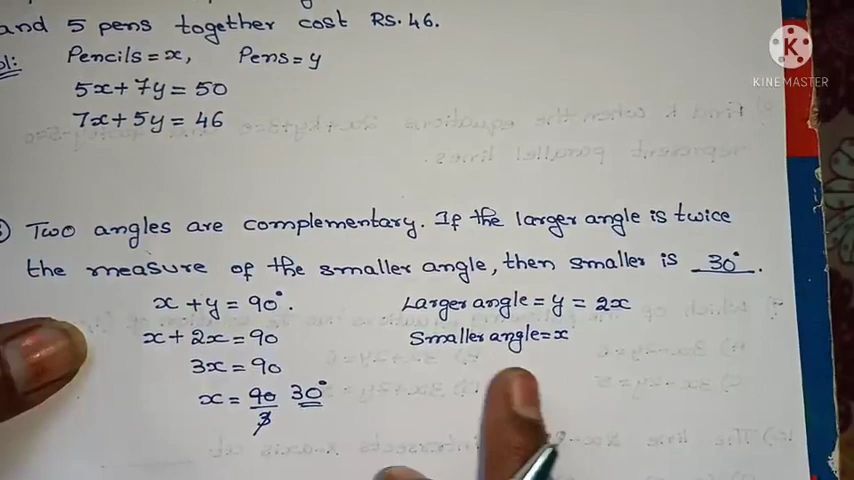 and 5 pens together cost Rs. 46.
Pencils = x, Pens = y
5x + 7y = 50
7x + 5y = 46
Two angles are complementary. If the larger angle is twice
the measure of the smaller angle, then smaller is 30°.
x + y = 90°.
Larger angle = y = 2x
x + 2x = 90
Smaller angle = x
3x = 90
x = 90/3 30°
K
KINEMASTER